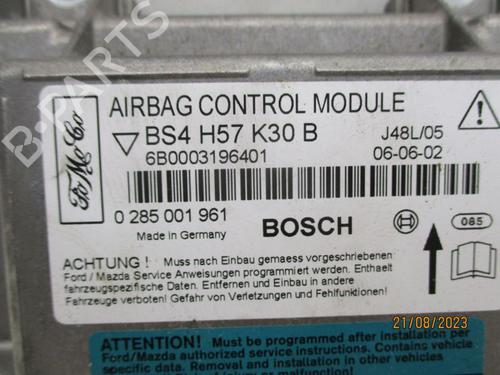 AIRBAG CONTROL MODULE
BS4 H57 K30 B
J48L/05
6B0003196401
06-06-02
FoMoCo
0 285 001 961
Made in Germany
BOSCH
085
ACHTUNG ! Muss nach Einbau gemaess vorgeschriebenen
Ford / Mazda Service Anweisungen programmiert werden. Enthaelt
fahrzeugspezifische Daten. Entfernen und Einbau in andere
Fahrzeuge verboten! Gefahr von Verletzungen und Fehlfunktionen!
21/08/2023
ATTENTION! Must be programmed after installation per
Ford/Mazda authorized service instructions. Contains vehicle
specific data. Removal and installation in other vehicles
malfunction!
B-PARTS